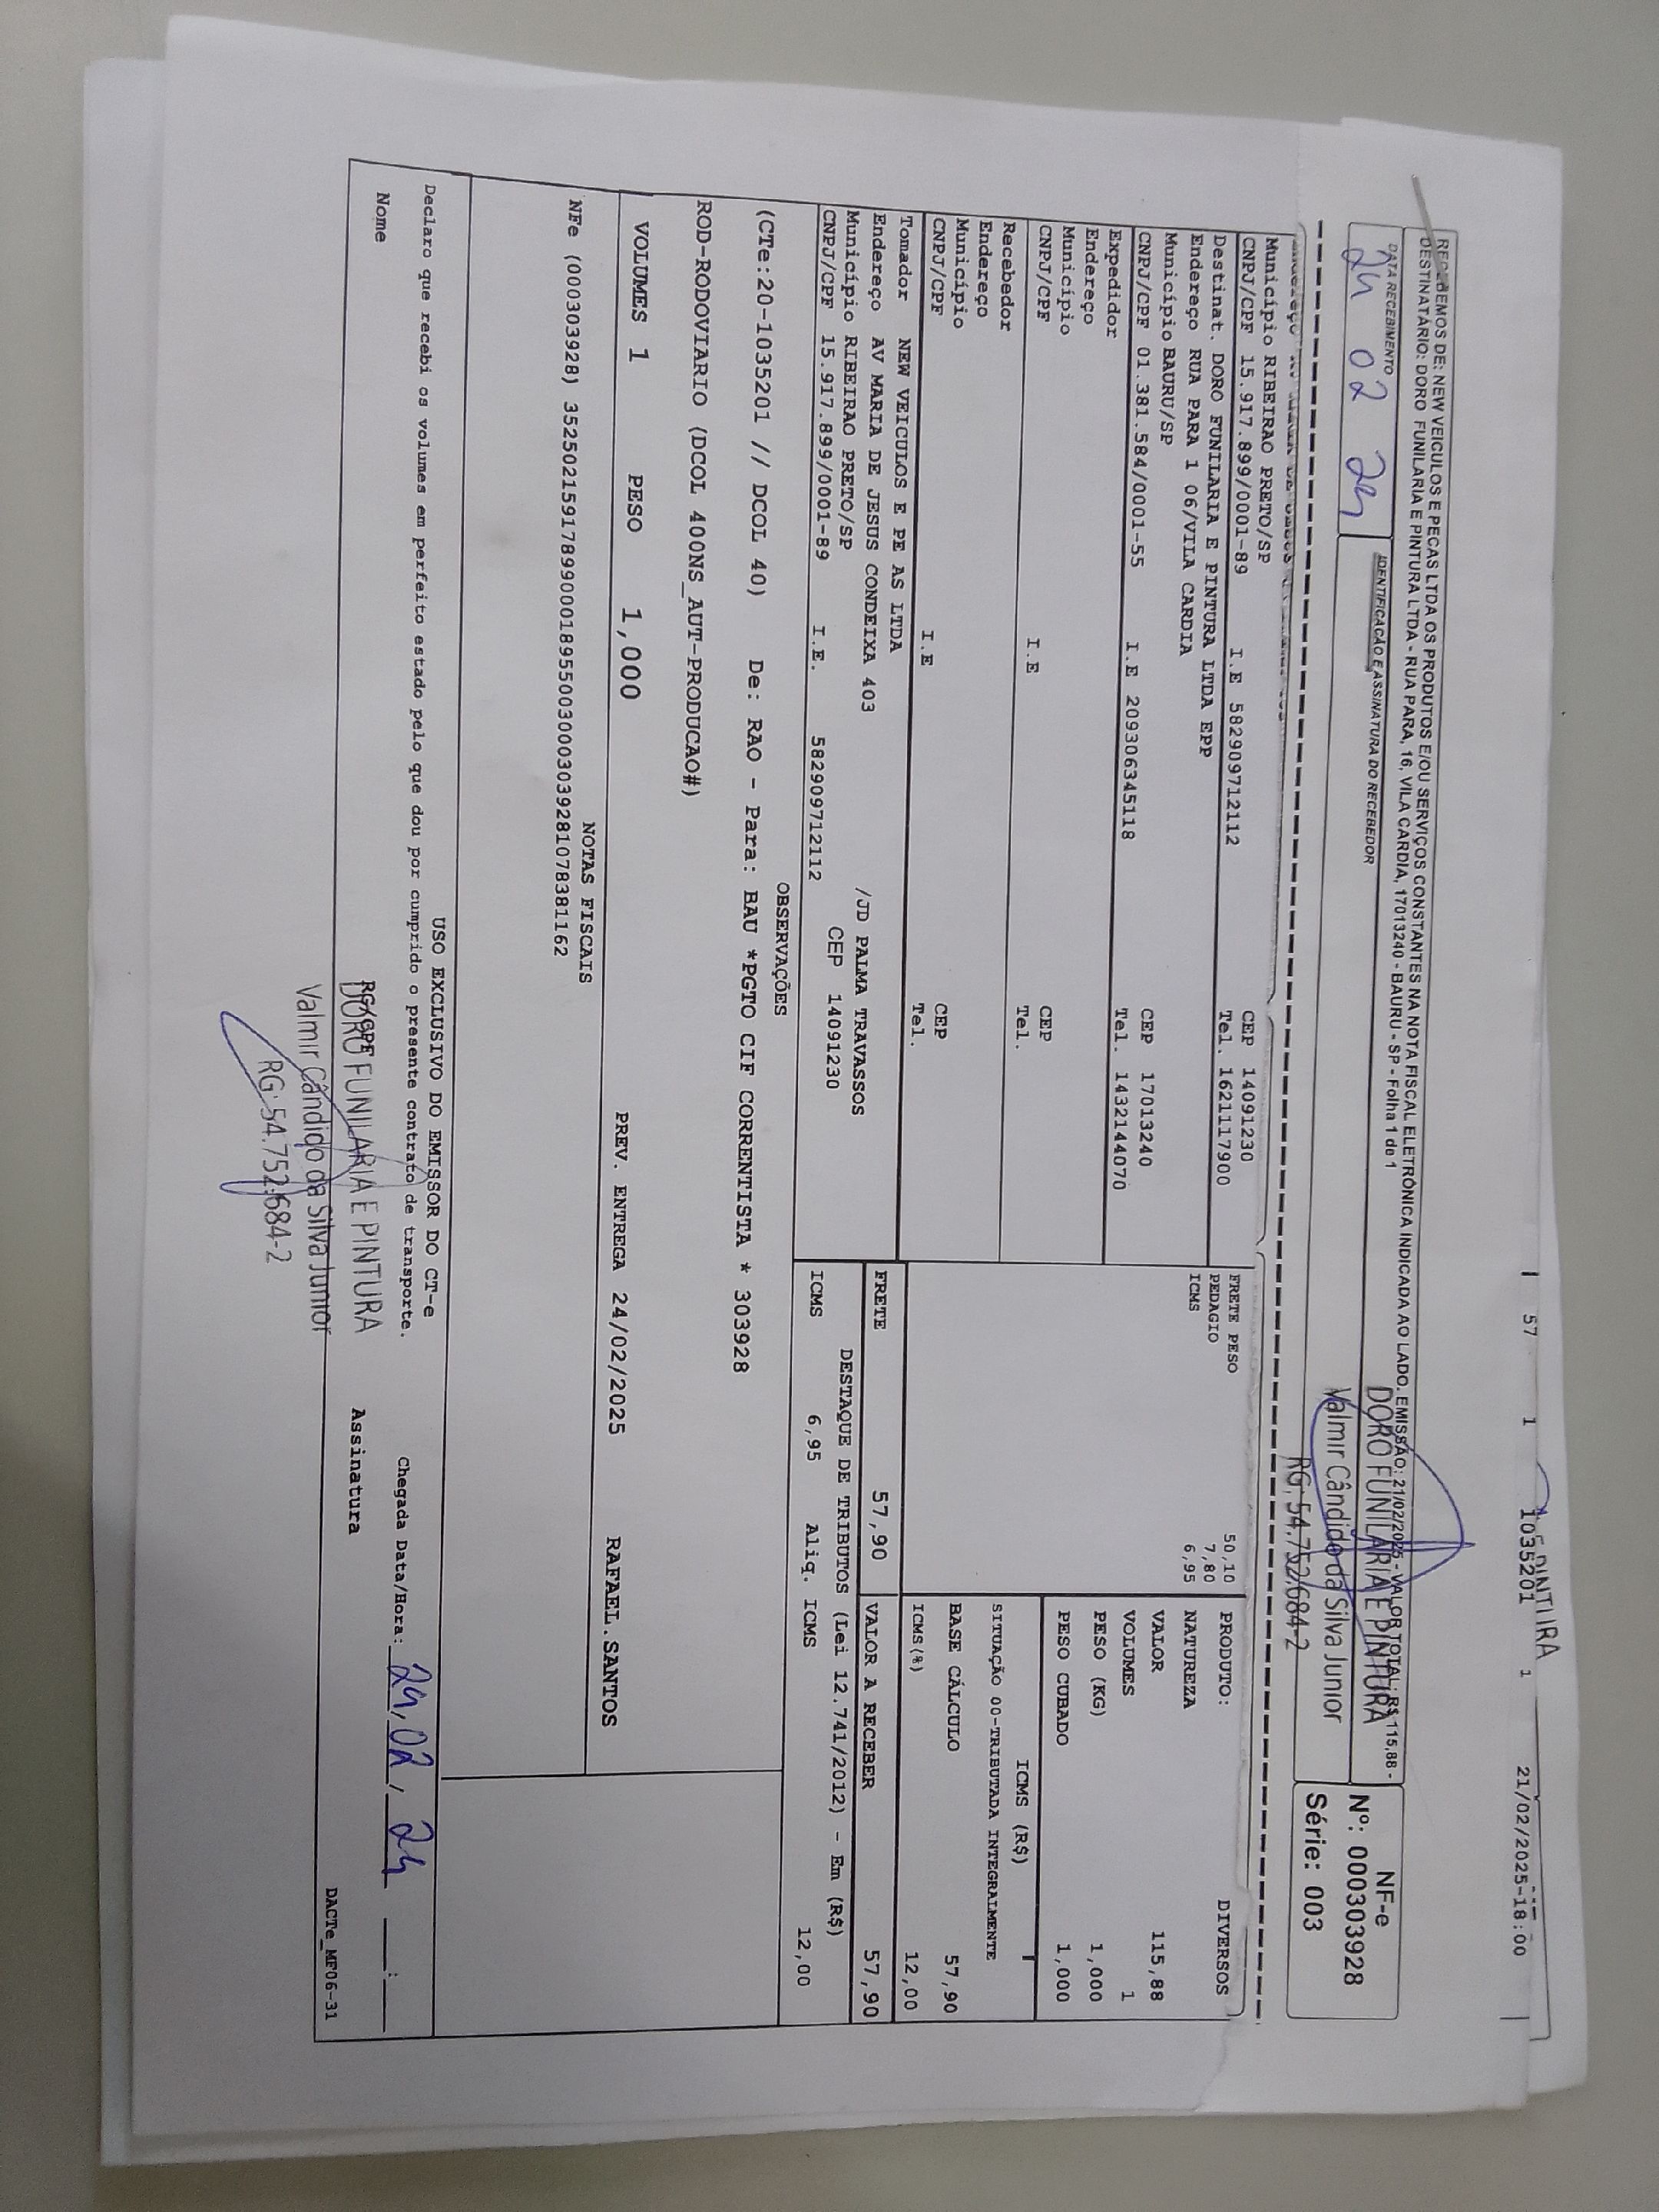 57 1 1035201 1 21/02/2025-18:00
E PINTURA
RECEBEMOS DE: NEW VEICULOS E PECAS LTDA OS PRODUTOS E/OU SERVIÇOS CONSTANTES NA NOTA FISCAL ELETRÔNICA INDICADA AO LADO. EMISSÃO: 21/02/2025 - VALOR TOTAL: R$ 115,88 -
DESTINATÁRIO: DORO FUNILARIA E PINTURA LTDA - RUA PARA, 16, VILA CARDIA, 17013240 - BAURU - SP - Folha 1 de 1
DATA RECEBIMENTO
24 02 24
IDENTIFICAÇÃO E ASSINATURA DO RECEBEDOR
DORO FUNILARIA E PINTURA
Valmir Cândido da Silva Junior
RG: 54.752.684-2
NF-e
Nº: 000303928
Série: 003
Município RIBEIRAO PRETO/SP CEP 14091230
CNPJ/CPF 15.917.899/0001-89 I.E 582909712112 Tel. 1621117900
Destinat. DORO FUNILARIA E PINTURA LTDA EPP
Endereço RUA PARA 1 06/VILA CARDIA
Município BAURU/SP CEP 17013240
CNPJ/CPF 01.381.584/0001-55 I.E 209306345118 Tel. 1432144070
Expedidor
Endereço
Município CEP
CNPJ/CPF I.E Tel.
Recebedor
Endereço
Município CEP
CNPJ/CPF I.E Tel.
Tomador NEW VEICULOS E PE AS LTDA
Endereço AV MARIA DE JESUS CONDEIXA 403 /JD PALMA TRAVASSOS
Município RIBEIRAO PRETO/SP CEP 14091230
CNPJ/CPF 15.917.899/0001-89 I.E. 582909712112
FRETE PESO 50,10
PEDAGIO 7,80
ICMS 6,95
PRODUTO: DIVERSOS
NATUREZA
VALOR 115,88
VOLUMES 1
PESO (KG) 1,000
PESO CUBADO 1,000
ICMS (R$)
SITUAÇÃO 00-TRIBUTADA INTEGRALMENTE
BASE CÁLCULO 57,90
ICMS(%) 12,00
FRETE 57,90 VALOR A RECEBER 57,90
DESTAQUE DE TRIBUTOS (Lei 12.741/2012) - Em (R$)
ICMS 6,95 Aliq. ICMS 12,00
OBSERVAÇÕES
(CTe:20-1035201 // DCOL 40) De: RAO - Para: BAU *PGTO CIF CORRENTISTA * 303928
ROD-RODOVIARIO (DCOL 400NS_AUT-PRODUCAO#)
VOLUMES 1 PESO 1,000 PREV. ENTREGA 24/02/2025 RAFAEL.SANTOS
NOTAS FISCAIS
NFe (000303928) 35250215917899000189550030003039281078381162
USO EXCLUSIVO DO EMISSOR DO CT-e
Declaro que recebi os volumes em perfeito estado pelo que dou por cumprido o presente contrato de transporte. Chegada Data/Hora: 24/02/24 __:__
Nome RG/CPF Assinatura
DORO FUNILARIA E PINTURA
Valmir Cândido da Silva Junior
RG: 54.752.684-2
DACTe_MF06-31